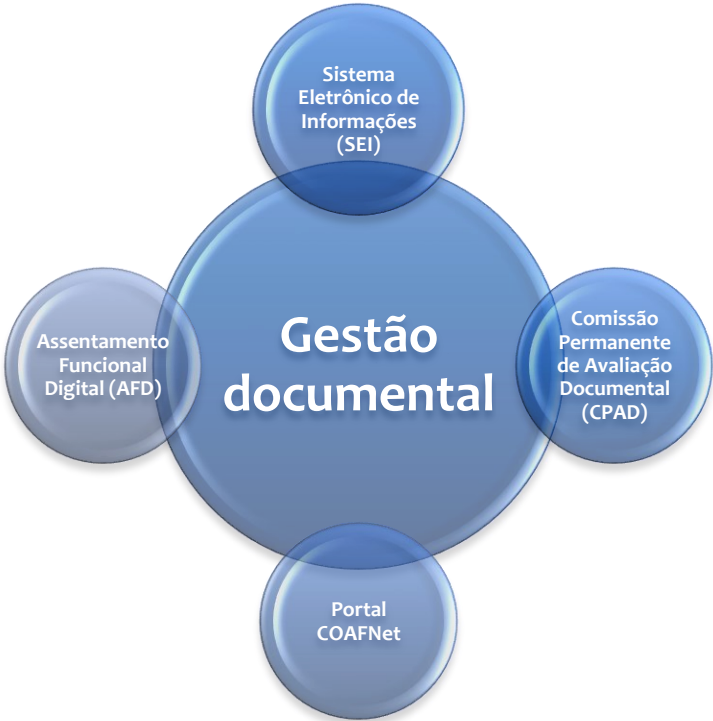 Sistema
Eletrônico de
Informações
(SEI)
Gestão
documental
Assentamento
Funcional
Digital (AFD)
Comissão
Permanente
de Avaliação
Documental
(CPAD)
Portal
COAFNet